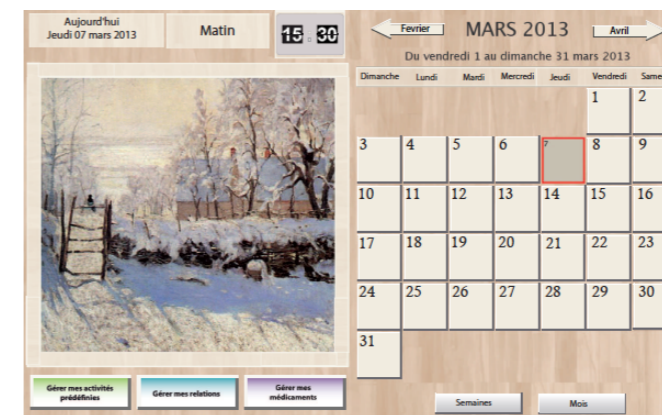 Aujourd'hui
Jeudi 07 mars 2013
Matin
15 30
Gérer mes activités
prédéfinies
Gérer mes relations
Gérer mes
médicaments
Fevrier
MARS 2013
Avril
Du vendredi 1 au dimanche 31 mars 2013
Dimanche Lundi Mardi Mercredi Jeudi Vendredi Same
1 2
3 4 5 6 7 8 9
10 11 12 13 14 15 16
17 18 19 20 21 22 23
24 25 26 27 28 29 30
31
Semaines Mois